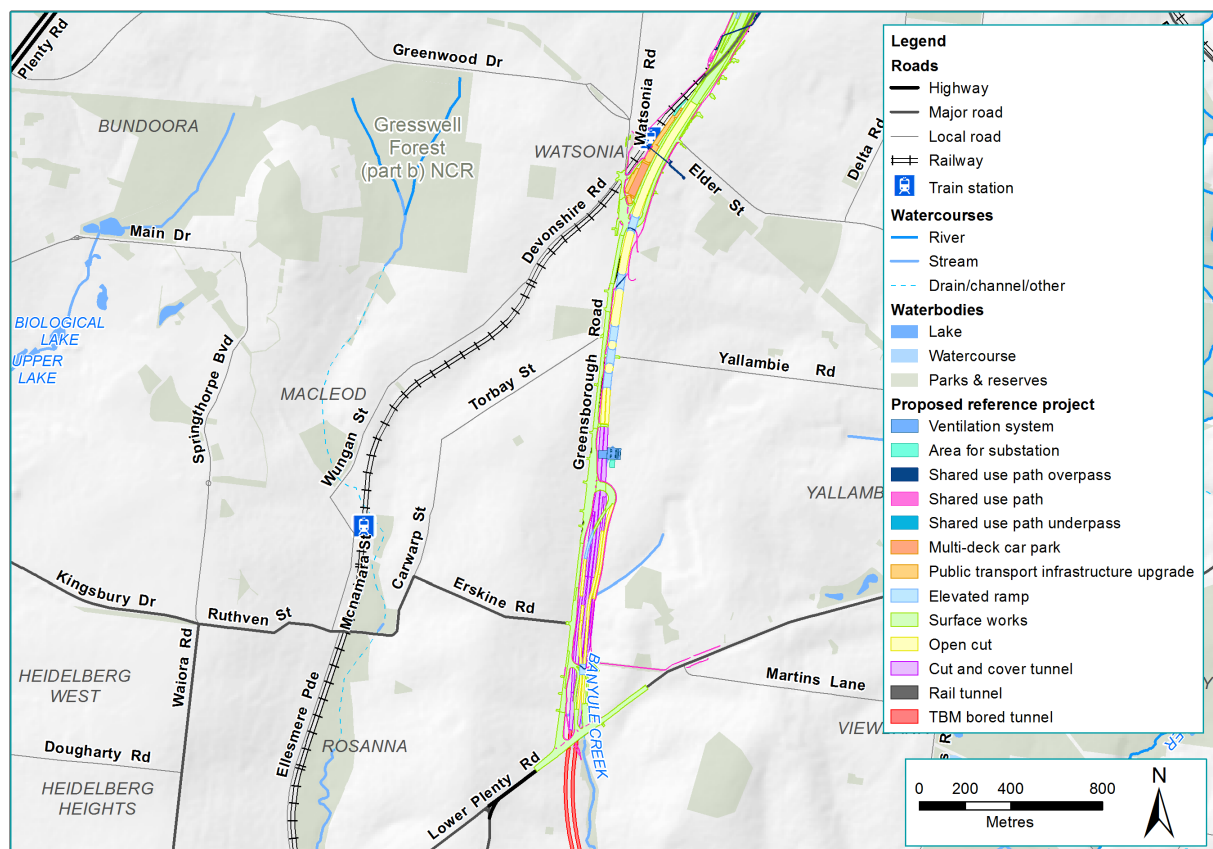 Plenty Rd
Greenwood Dr
Watsonia Rd
BUNDOORA
Gresswell
Forest
(part b) NCR
WATSONIA
Delta Rd
Elder St
Devonshire Rd
Main Dr
BIOLOGICAL
LAKE
UPPER
LAKE
Springthorpe Bvd
MACLEOD
Torbay St
Greensborough Road
Yallambie Rd
Wungan St
YALLAMB
Carwarp St
Mcnamara St
Kingsbury Dr
Ruthven St
Erskine Rd
Waiora Rd
HEIDELBERG
WEST
Ellesmere Pde
BANYULE CREEK
Martins Lane
VIEW
ROSANNA
Dougharty Rd
HEIDELBERG
HEIGHTS
Lower Plenty Rd
Legend
Roads
Highway
Major road
Local road
Railway
Train station
Watercourses
River
Stream
Drain/channel/other
Waterbodies
Lake
Watercourse
Parks & reserves
Proposed reference project
Ventilation system
Area for substation
Shared use path overpass
Shared use path
Shared use path underpass
Multi-deck car park
Public transport infrastructure upgrade
Elevated ramp
Surface works
Open cut
Cut and cover tunnel
Rail tunnel
TBM bored tunnel
N
0 200 400 800
Metres